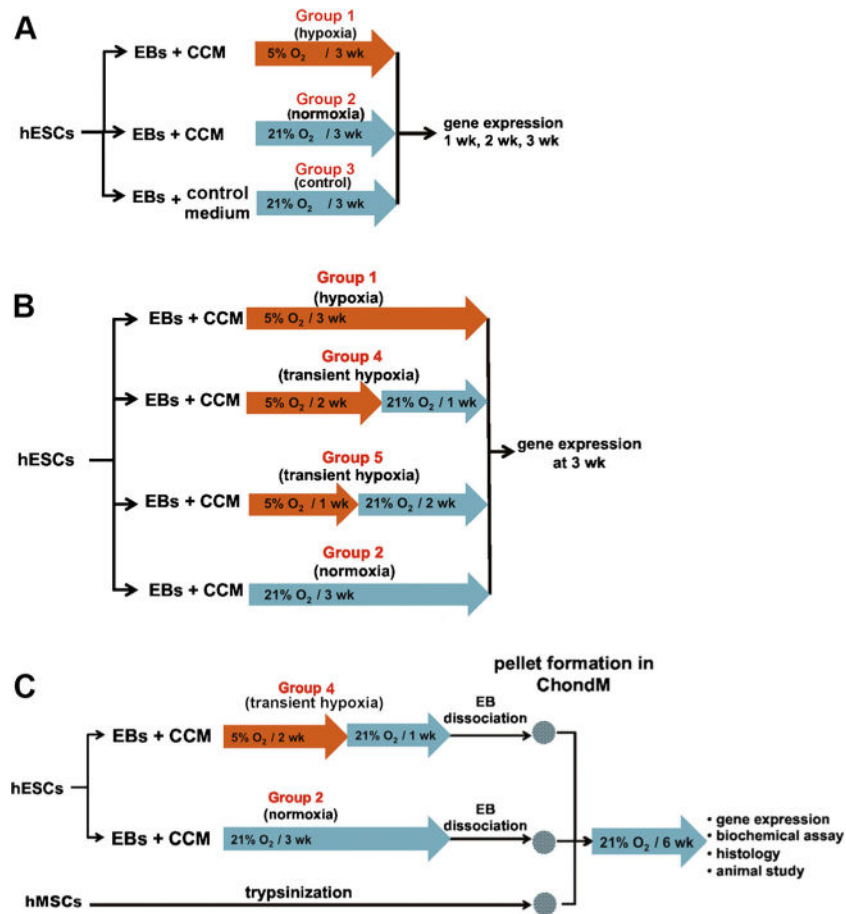 A
Group 1
(hypoxia)
EBs + CCM
5% O₂ / 3 wk
Group 2
(normoxia)
hESCs
EBs + CCM
21% O₂ / 3 wk
gene expression
1 wk, 2 wk, 3 wk
Group 3
(control)
EBs + control
medium
21% O₂ / 3 wk
B
Group 1
(hypoxia)
EBs + CCM
5% O₂ / 3 wk
Group 4
(transient hypoxia)
EBs + CCM
5% O₂ / 2 wk
21% O₂ / 1 wk
hESCs
gene expression
at 3 wk
Group 5
(transient hypoxia)
EBs + CCM
5% O₂ / 1 wk
21% O₂ / 2 wk
Group 2
(normoxia)
EBs + CCM
21% O₂ / 3 wk
C
pellet formation in
ChondM
Group 4
(transient hypoxia)
EBs + CCM
5% O₂ / 2 wk
21% O₂ / 1 wk
EB
dissociation
hESCs
Group 2
(normoxia)
EBs + CCM
21% O₂ / 3 wk
EB
dissociation
21% O₂ / 6 wk
• gene expression
• biochemical assay
• histology
• animal study
hMSCs
trypsinization